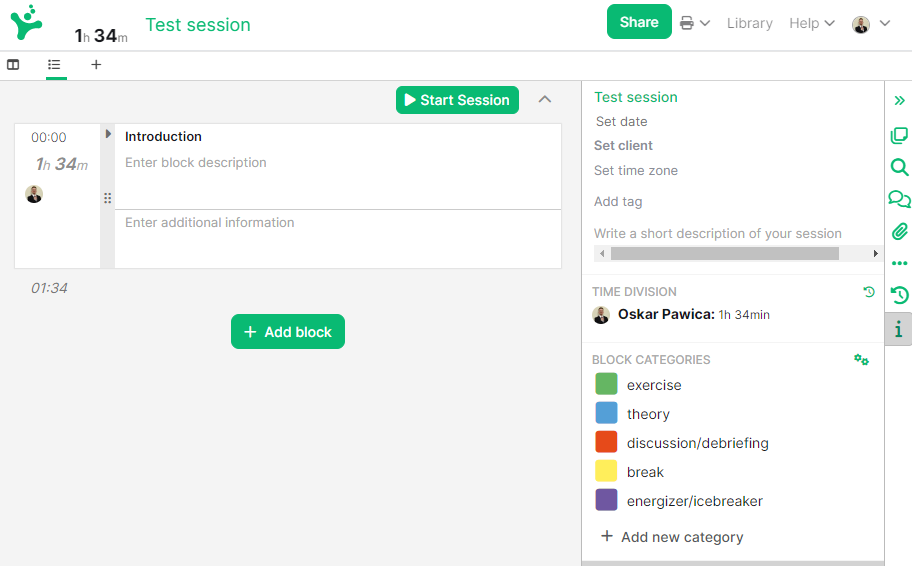 1h 34m
Test session
Share
Library
Help
Start Session
00:00
Introduction
1h 34m
Enter block description
Enter additional information
01:34
+ Add block
Test session
Set date
Set client
Set time zone
Add tag
Write a short description of your session
TIME DIVISION
Oskar Pawica: 1h 34min
BLOCK CATEGORIES
exercise
theory
discussion/debriefing
break
energizer/icebreaker
+ Add new category